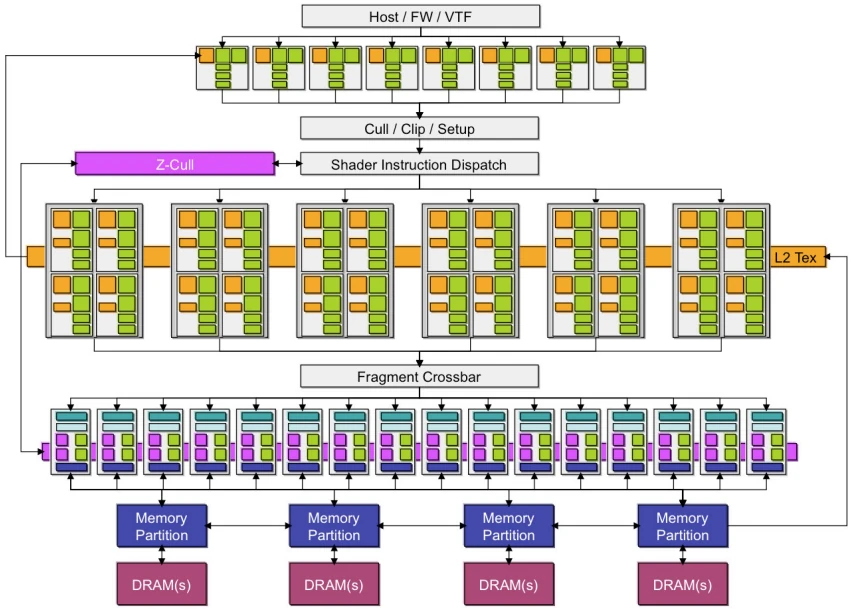 Host / FW / VTF
Cull / Clip / Setup
Z-Cull
Shader Instruction Dispatch
L2 Tex
Fragment Crossbar
Memory
Partition
Memory
Partition
Memory
Partition
Memory
Partition
DRAM(s)
DRAM(s)
DRAM(s)
DRAM(s)